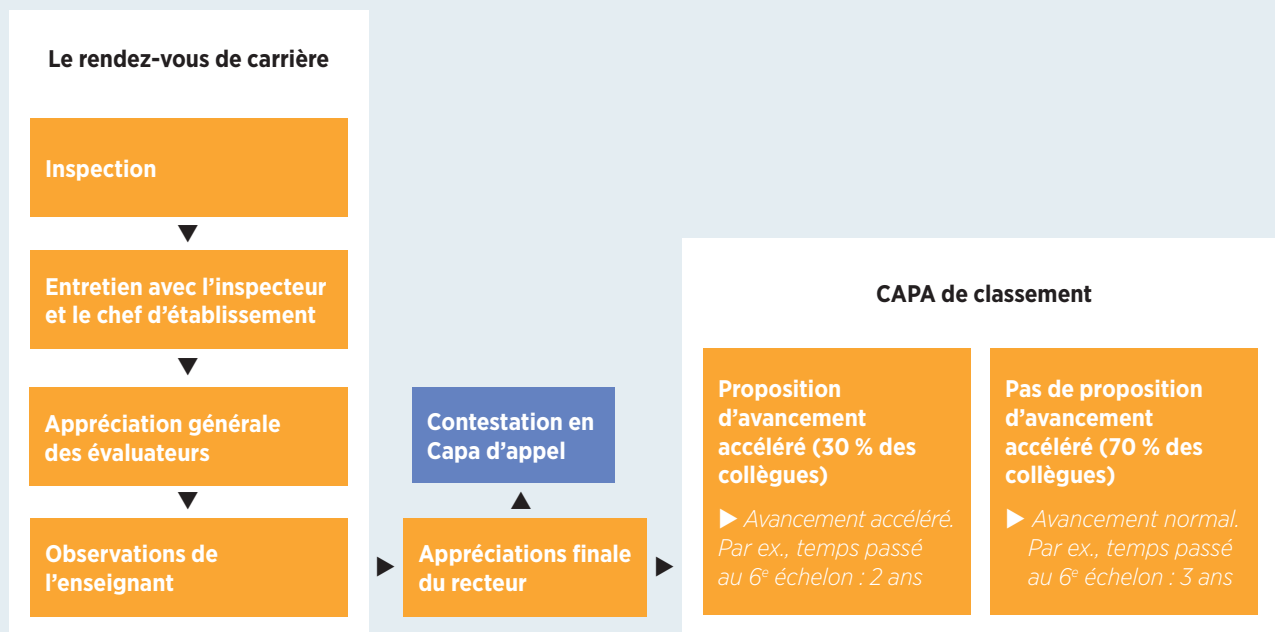 Le rendez-vous de carrière
Inspection
Entretien avec l'inspecteur
et le chef d'établissement
Appréciation générale
des évaluateurs
Observations de
l'enseignant
Contestation en
Capa d'appel
Appréciations finale
du recteur
CAPA de classement
Proposition
d'avancement
accéléré (30 % des
collègues)
▶ Avancement accéléré.
Par ex., temps passé
au 6e échelon : 2 ans
Pas de proposition
d'avancement
accéléré (70 % des
collègues)
▶ Avancement normal.
Par ex., temps passé
au 6e échelon : 3 ans